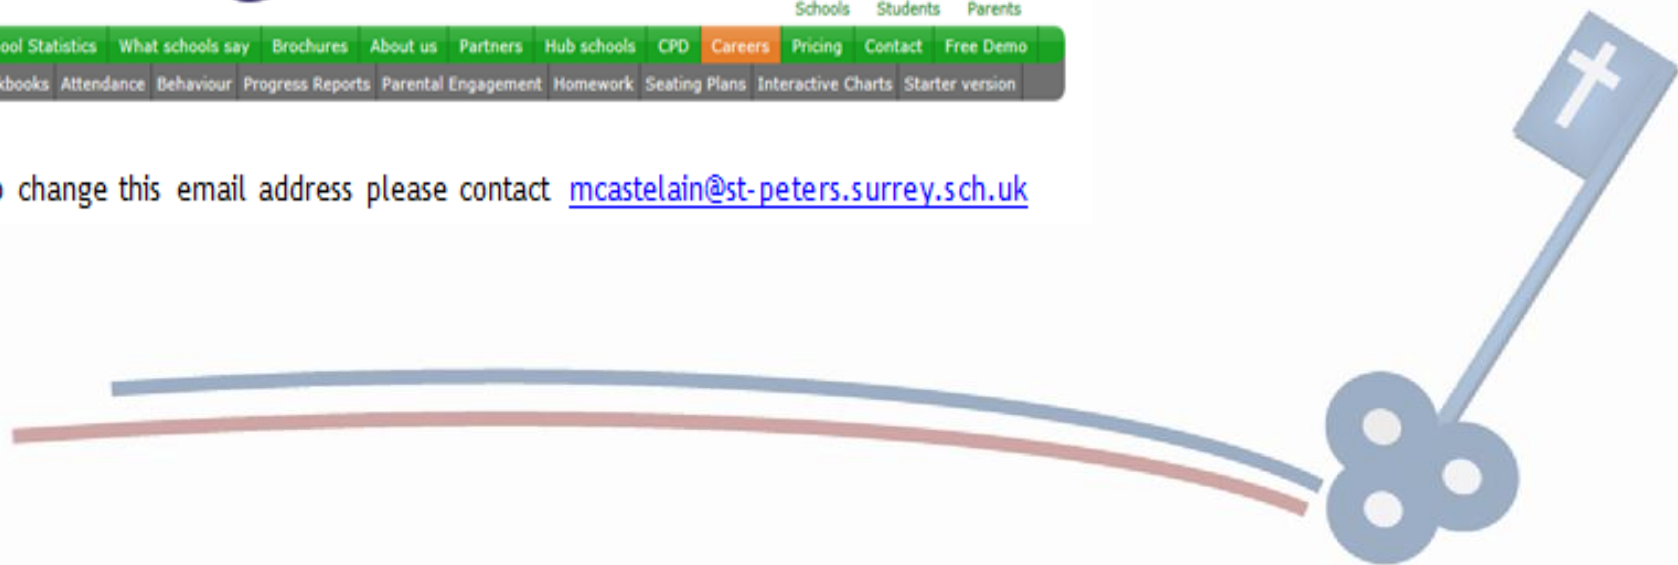 Schools Students Parents
ool Statistics What schools say Brochures About us Partners Hub schools CPD Careers Pricing Contact Free Demo
kbooks Attendance Behaviour Progress Reports Parental Engagement Homework Seating Plans Interactive Charts Starter version
change this email address please contact mcastelain@st-peters.surrey.sch.uk